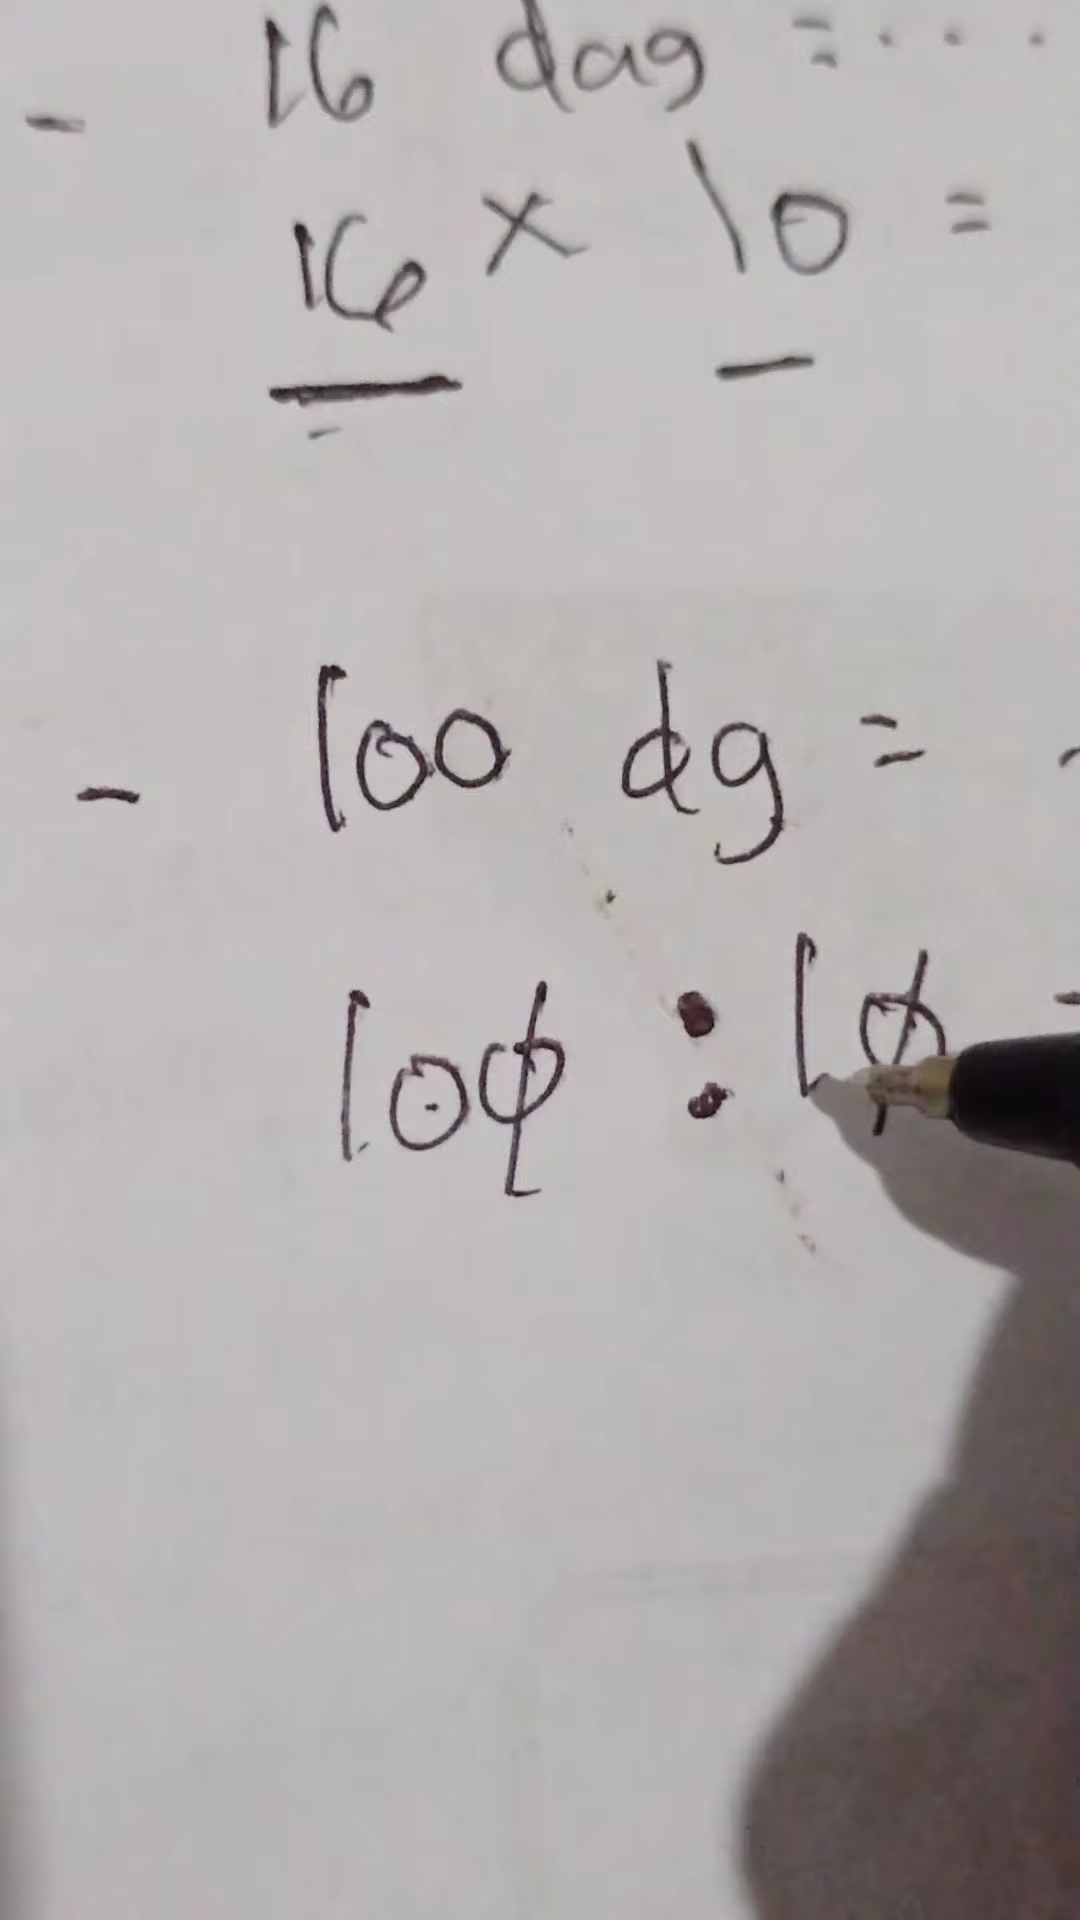 - 16 dag = . . . .
16 x 10 =
- 100 dg =
100 : 10